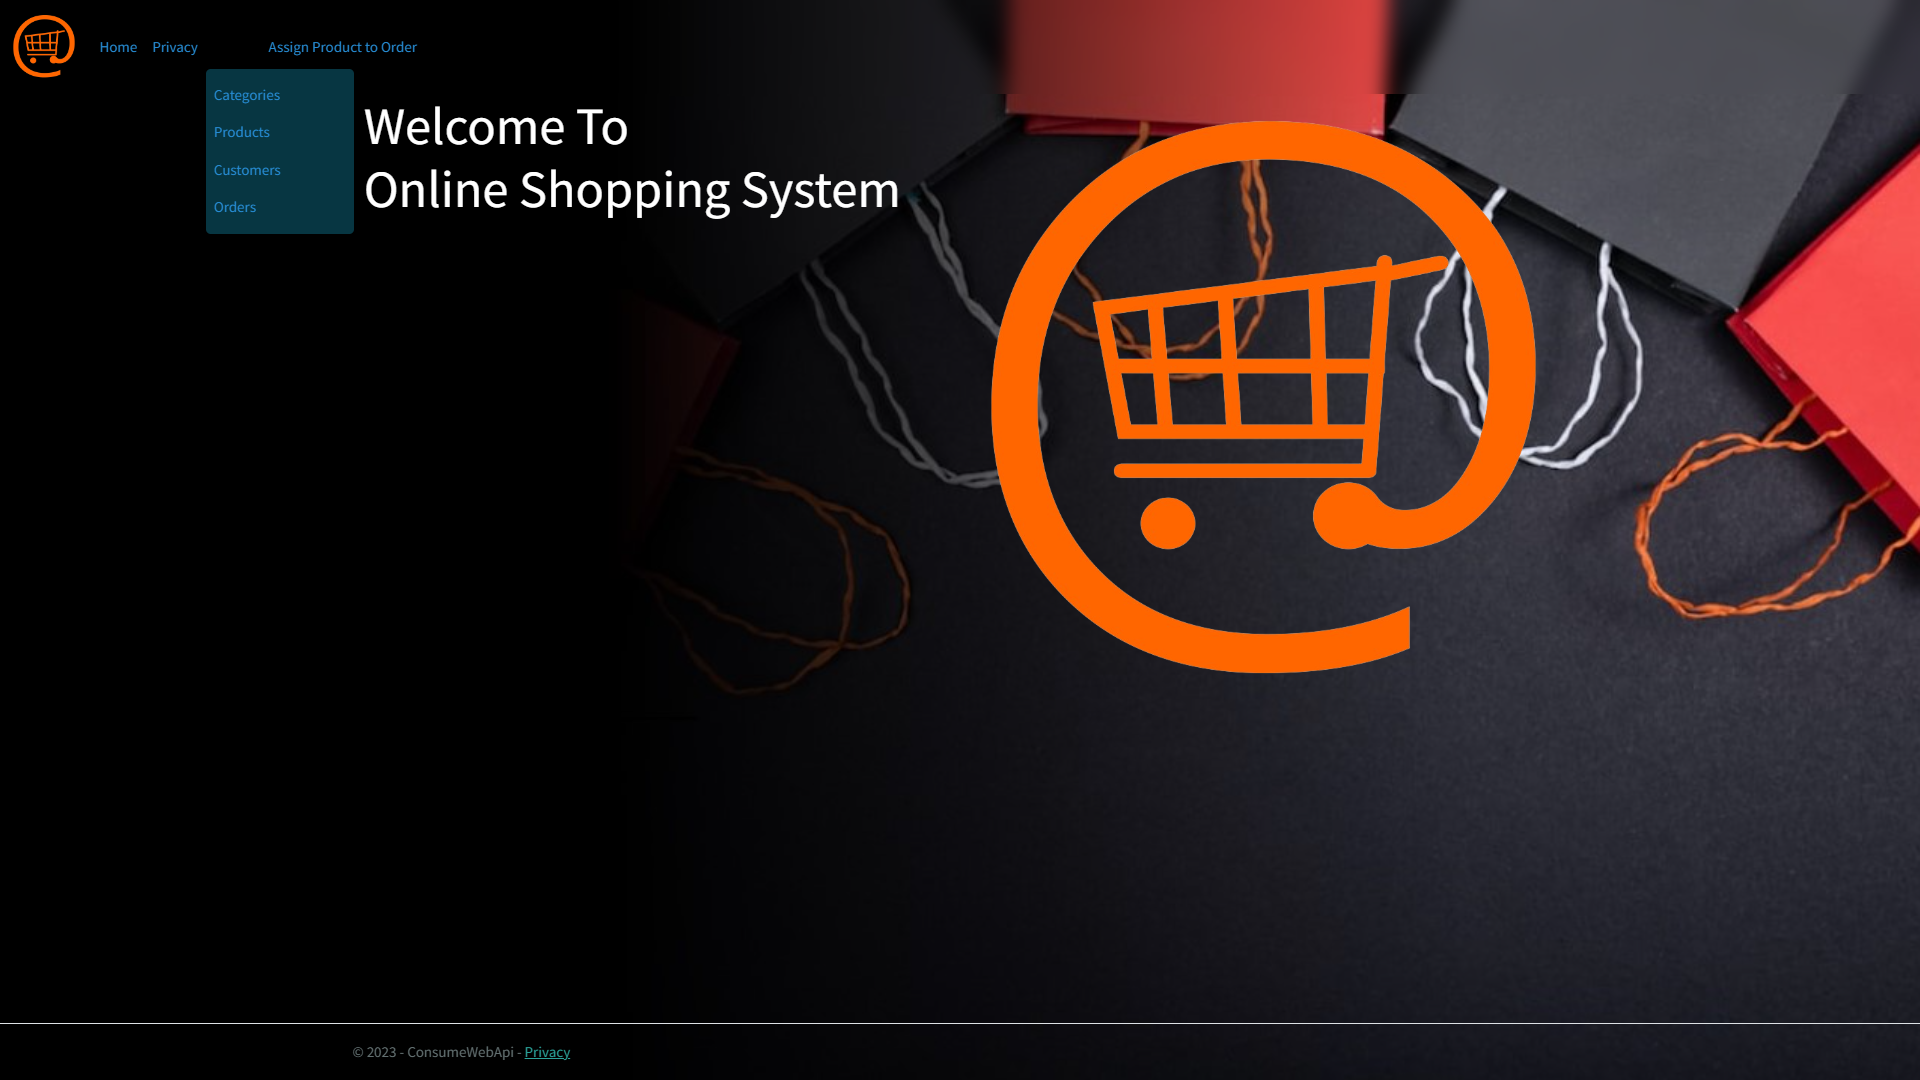 Home Privacy Assign Product to Order
Categories
Products
Customers
Orders
Welcome To
Online Shopping System
© 2023 - ConsumeWebApi - Privacy